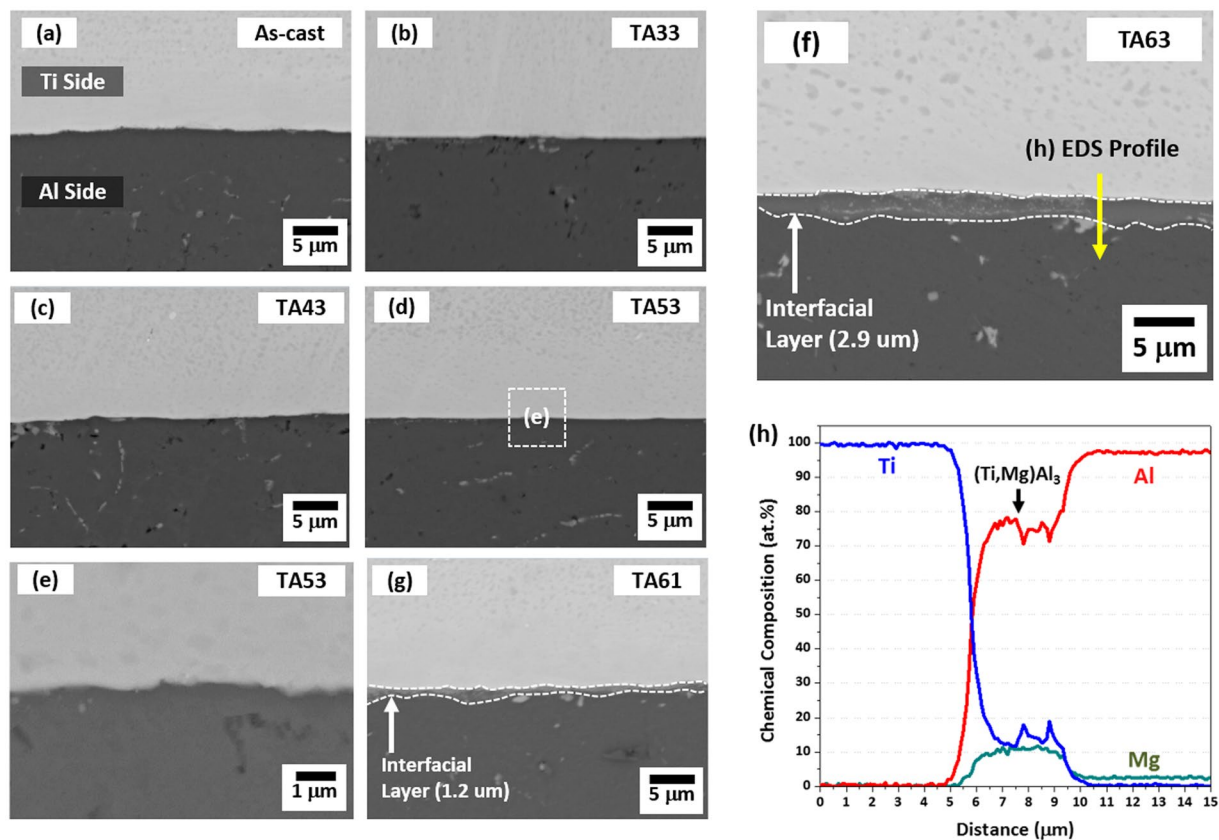 (a)
As-cast
Ti Side
Al Side
5 μm
(b)
TA33
5 μm
(c)
TA43
5 μm
(d)
TA53
(e)
5 μm
(e)
TA53
1 μm
(g)
TA61
Interfacial
Layer (1.2 um)
5 μm
(f)
TA63
(h) EDS Profile
Interfacial
Layer (2.9 um)
5 μm
(h)
Chemical Composition (at.%)
100
90
80
70
60
50
40
30
20
10
0
Ti
(Ti,Mg)Al₃
Al
Mg
0 1 2 3 4 5 6 7 8 9 10 11 12 13 14 15
Distance (μm)